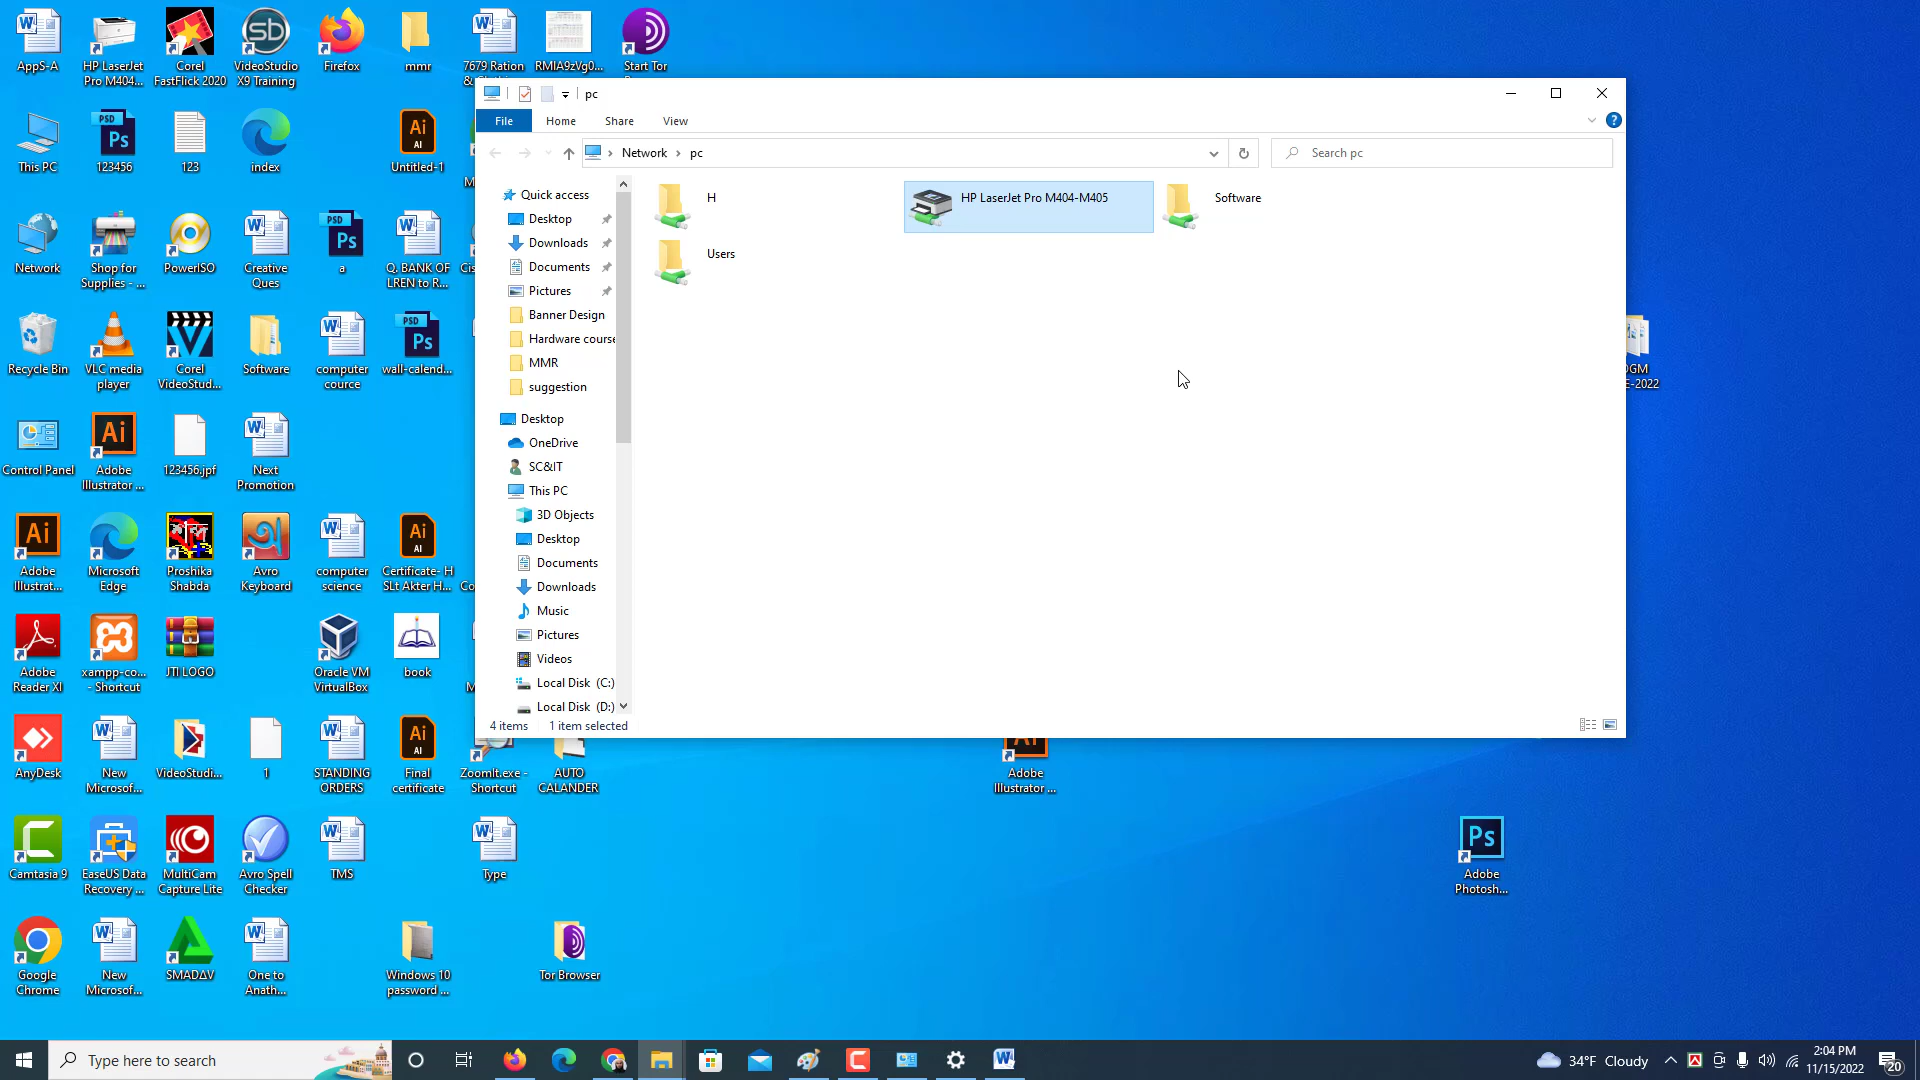 AppS-A
HP LaserJet
Pro M404...
Corel
FastFlick 2020
VideoStudio
X9 Training
Firefox
mmr
7679 Ration
RMIA9zVg0...
Start Tor
This PC
123456
123
index
Untitled-1
Network
Shop for
Supplies - ...
PowerISO
Creative
Ques
a
Q. BANK OF
LREN to R...
Recycle Bin
VLC media
player
Corel
VideoStud...
Software
computer
cource
wall-calend...
Control Panel
Adobe
Illustrator ...
123456.jpf
Next
Promotion
Adobe
Illustrat...
Microsoft
Edge
Proshika
Shabda
Avro
Keyboard
computer
science
Certificate- H
SLt Akter H...
Adobe
Reader XI
xampp-co...
- Shortcut
JTI LOGO
Oracle VM
VirtualBox
book
AnyDesk
New
Microsof...
VideoStudi...
1
STANDING
ORDERS
Final
certificate
ZoomIt.exe -
Shortcut
AUTO
CALANDER
Adobe
Illustrator ...
Camtasia 9
EaseUS Data
Recovery ...
MultiCam
Capture Lite
Avro Spell
Checker
TMS
Type
Adobe
Photosh...
Google
Chrome
New
Microsof...
SMADΔV
One to
Anath...
Windows 10
password ...
Tor Browser
pc
File
Home
Share
View
Network
pc
Search pc
Quick access
Desktop
Downloads
Documents
Pictures
Banner Design
Hardware course
MMR
suggestion
Desktop
OneDrive
SC&IT
This PC
3D Objects
Desktop
Documents
Downloads
Music
Pictures
Videos
Local Disk (C:)
Local Disk (D:)
H
HP LaserJet Pro M404-M405
Software
Users
4 items
1 item selected
E-2022
Type here to search
34°F Cloudy
2:04 PM
11/15/2022
20